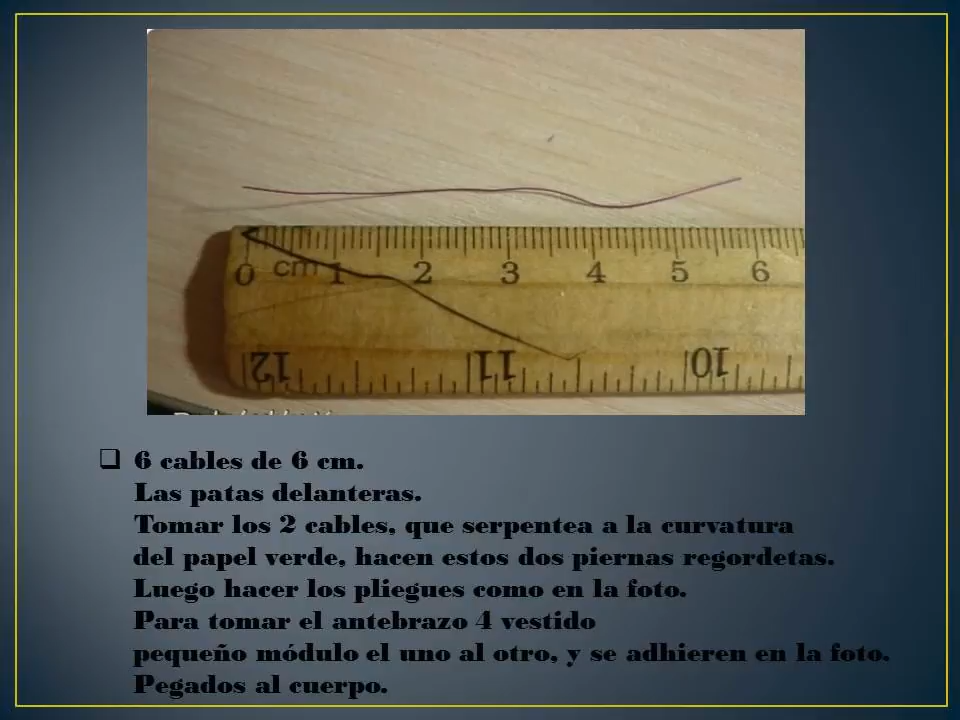 0 cm 1 2 3 4 5 6
12 11 10
6 cables de 6 cm.
Las patas delanteras.
Tomar los 2 cables, que serpentea a la curvatura
del papel verde, hacen estos dos piernas regordetas.
Luego hacer los pliegues como en la foto.
Para tomar el antebrazo 4 vestido
pequeño módulo el uno al otro, y se adhieren en la foto.
Pegados al cuerpo.